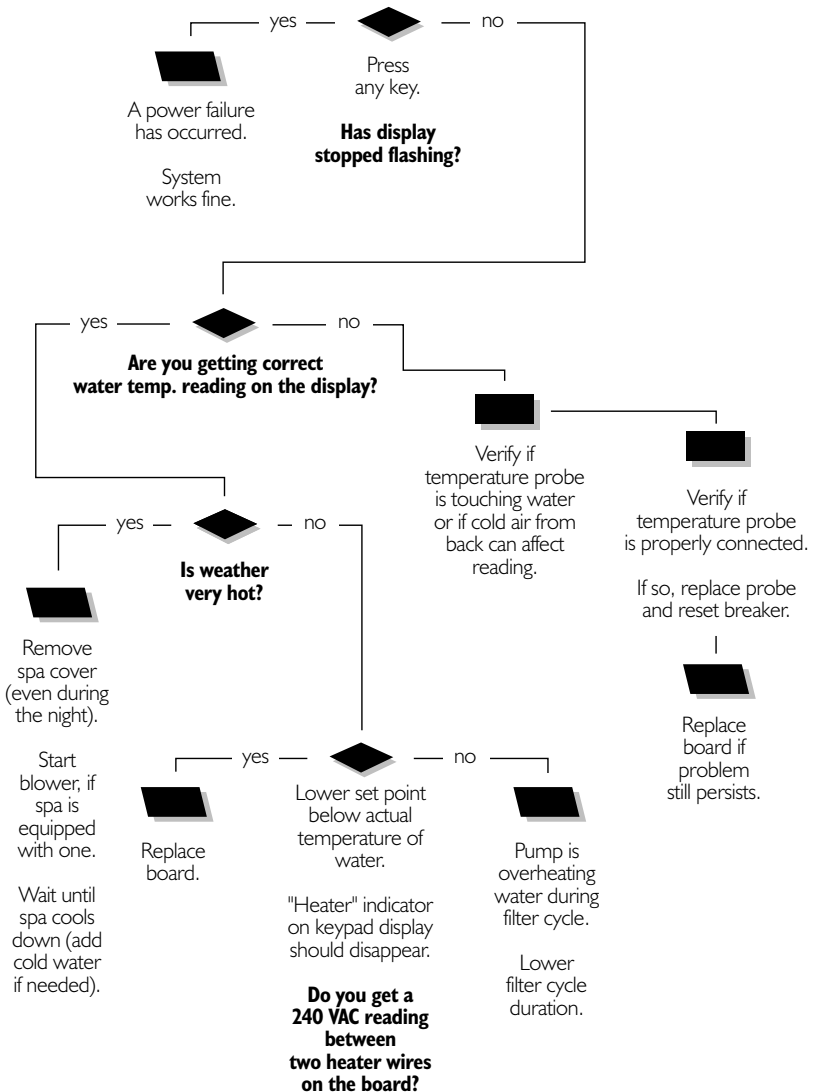 yes
no
Press
any key.
Has display
stopped flashing?
A power failure
has occurred.
System
works fine.
yes
no
Are you getting correct
water temp. reading on the display?
Verify if
temperature probe
is touching water
or if cold air from
back can affect
reading.
Verify if
temperature probe
is properly connected.
If so, replace probe
and reset breaker.
Replace
board if
problem
still persists.
yes
no
Is weather
very hot?
Remove
spa cover
(even during
the night).
Start
blower, if
spa is
equipped
with one.
Wait until
spa cools
down (add
cold water
if needed).
yes
no
Replace
board.
Lower set point
below actual
temperature of
water.
"Heater" indicator
on keypad display
should disappear.
Do you get a
240 VAC reading
between
two heater wires
on the board?
Pump is
overheating
water during
filter cycle.
Lower
filter cycle
duration.